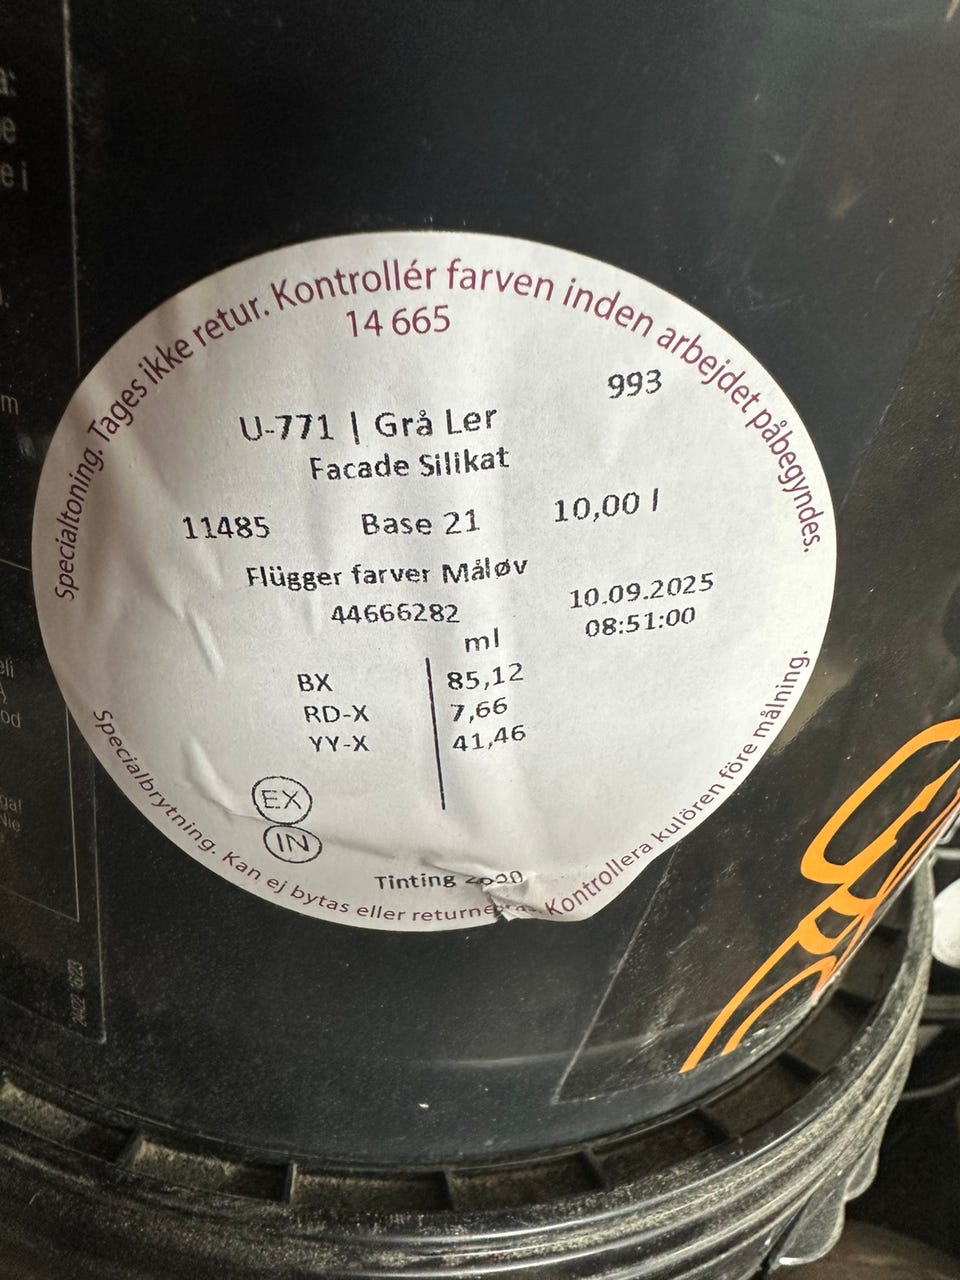 Specialtoning. Tages ikke retur. Kontrollér farven inden arbejdet påbegyndes.
14 665
993
U-771 | Grå Ler
Facade Silikat
11485 Base 21 10,00 l
Flügger farver Måløv
44666282 10.09.2025
08:51:00
ml
BX 85,12
RD-X 7,66
YY-X 41,46
EX
IN
Tinting
Specialbrytning. Kan ej bytas eller Kontrollera kulören före målning.